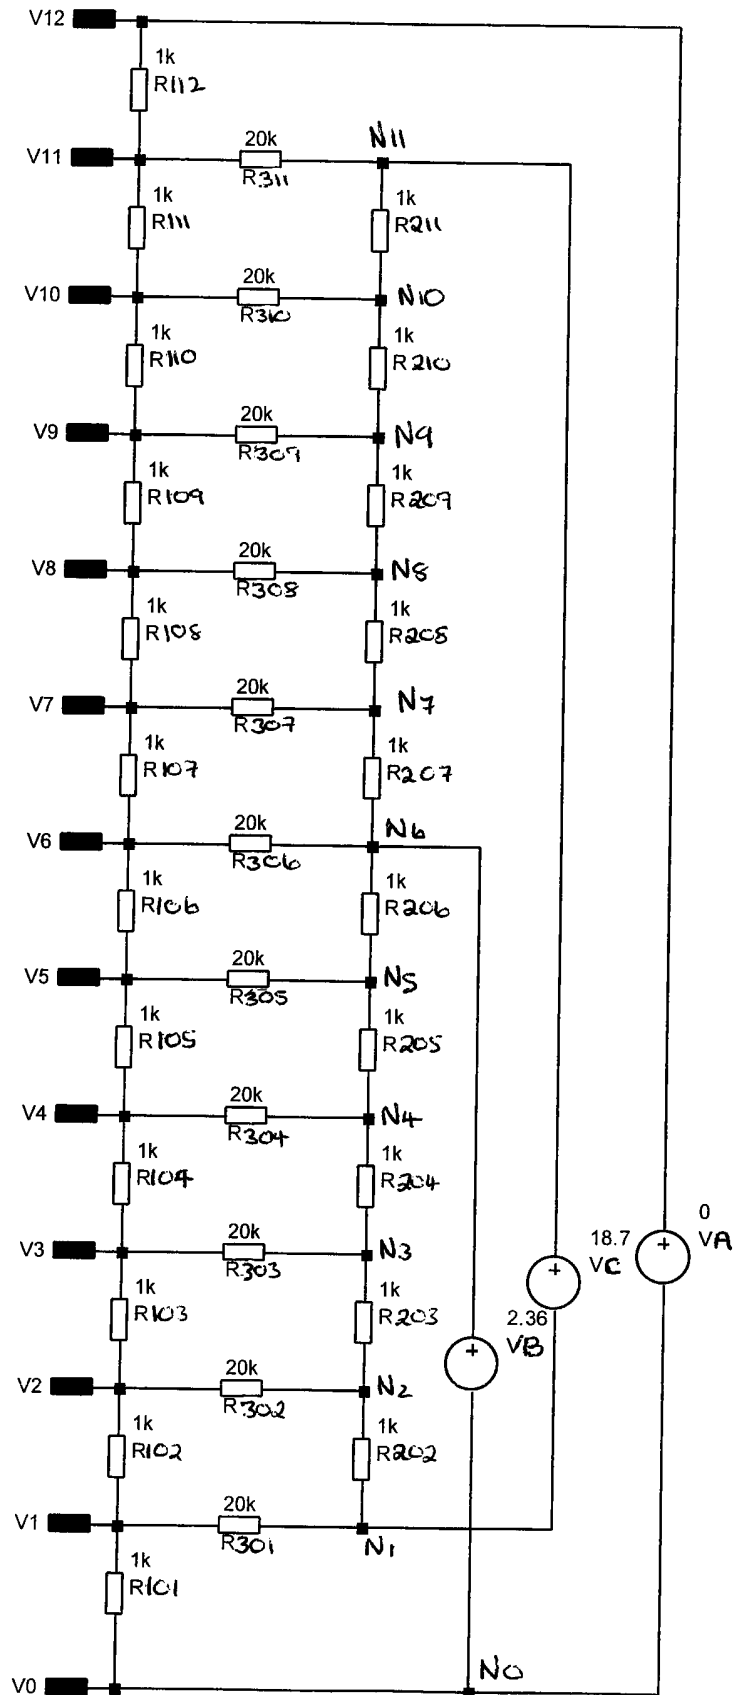 V12
1k
R112
V11
20k
N11
R311
1k
R111
1k
R211
V10
20k
N10
R310
1k
R110
1k
R210
V9
20k
N9
R309
1k
R109
1k
R209
V8
20k
N8
R308
1k
R108
1k
R208
V7
20k
N7
R307
1k
R107
1k
R207
V6
20k
N6
R306
1k
R106
1k
R206
V5
20k
N5
R305
1k
R105
1k
R205
V4
20k
N4
R304
1k
R104
1k
R204
0
VA
V3
20k
N3
R303
18.7
VC
1k
R103
1k
R203
2.36
VB
V2
20k
N2
R302
1k
R102
1k
R202
V1
20k
R301
N1
1k
R101
V0
N0